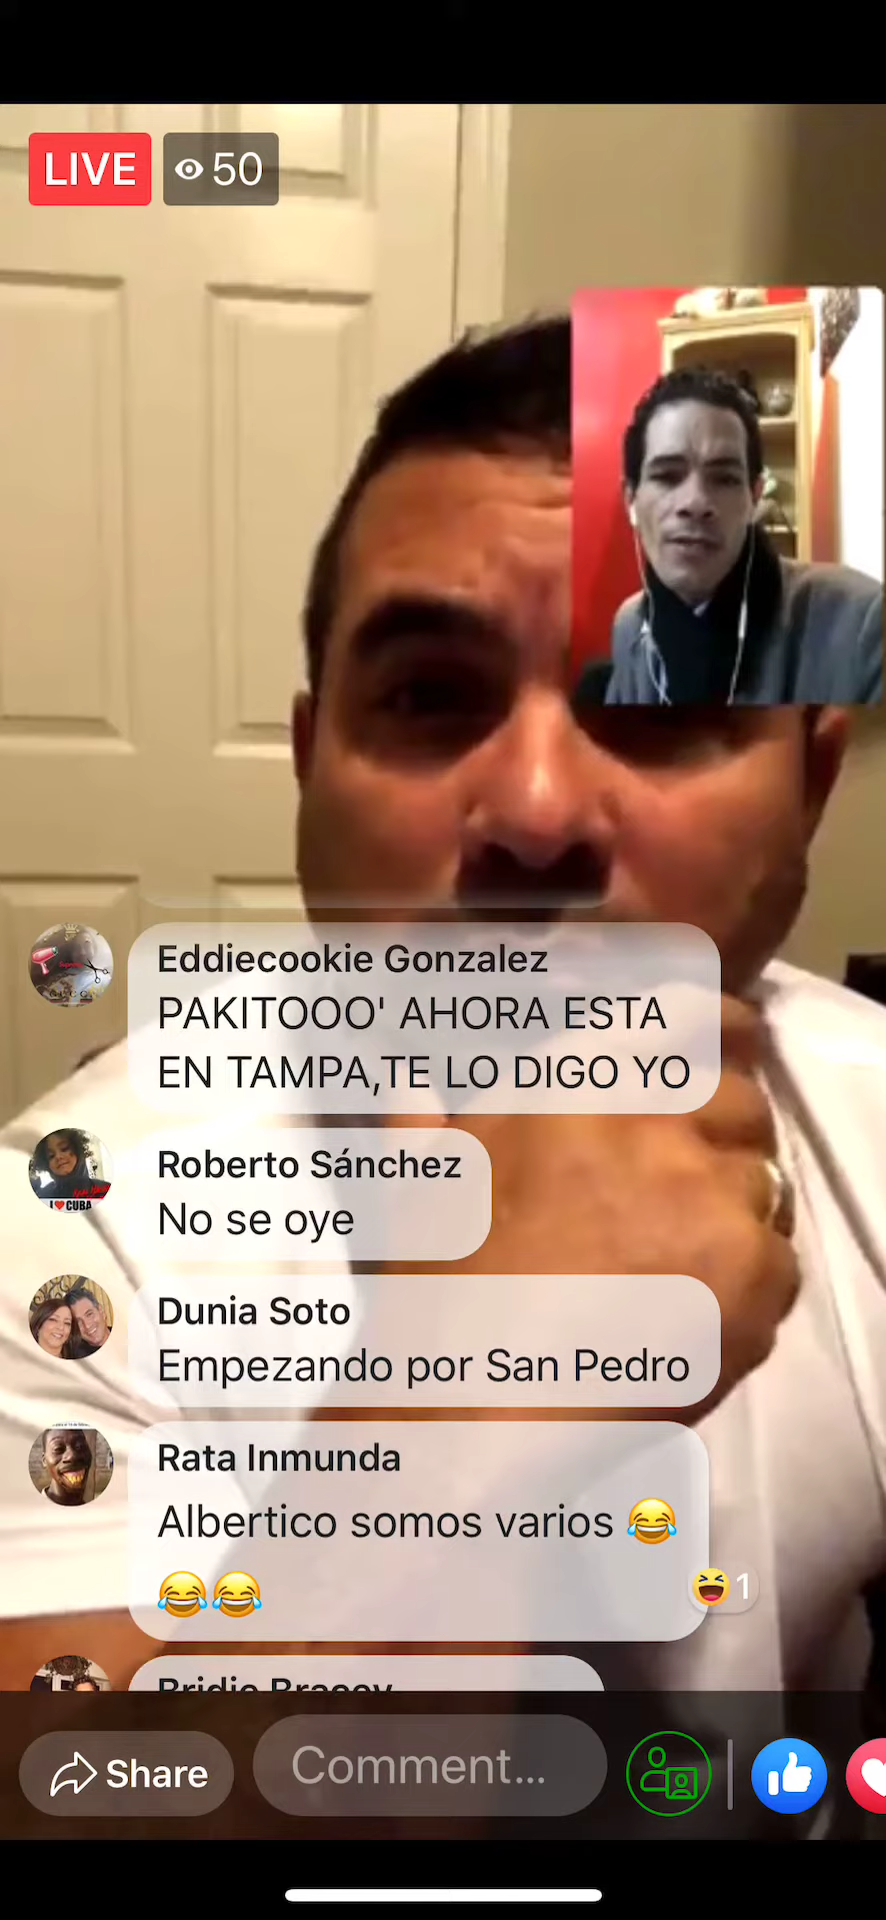 LIVE
50
Eddiecookie Gonzalez
PAKITOOO' AHORA ESTA
EN TAMPA,TE LO DIGO YO
Roberto Sánchez
I❤CUBA
No se oye
Dunia Soto
Empezando por San Pedro
Rata Inmunda
Albertico somos varios 😂
😂😂
😆 1
Share
Comment...